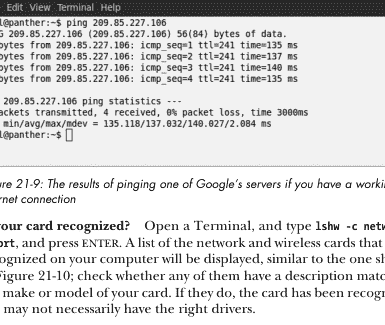 Edit View Terminal Help
l@panther:~$ ping 209.85.227.106
G 209.85.227.106 (209.85.227.106) 56(84) bytes of data.
bytes from 209.85.227.106: icmp_seq=1 ttl=241 time=135 ms
bytes from 209.85.227.106: icmp_seq=2 ttl=241 time=137 ms
bytes from 209.85.227.106: icmp_seq=3 ttl=241 time=140 ms
bytes from 209.85.227.106: icmp_seq=4 ttl=241 time=135 ms
209.85.227.106 ping statistics ---
ackets transmitted, 4 received, 0% packet loss, time 3000ms
min/avg/max/mdev = 135.118/137.032/140.027/2.084 ms
l@panther:~$
ure 21-9: The results of pinging one of Google's servers if you have a worki
rnet connection
your card recognized? Open a Terminal, and type lshw -c netw
ort, and press ENTER. A list of the network and wireless cards that
ognized on your computer will be displayed, similar to the one sh
Figure 21-10; check whether any of them have a description matc
make or model of your card. If they do, the card has been recogn
may not necessarily have the right drivers.